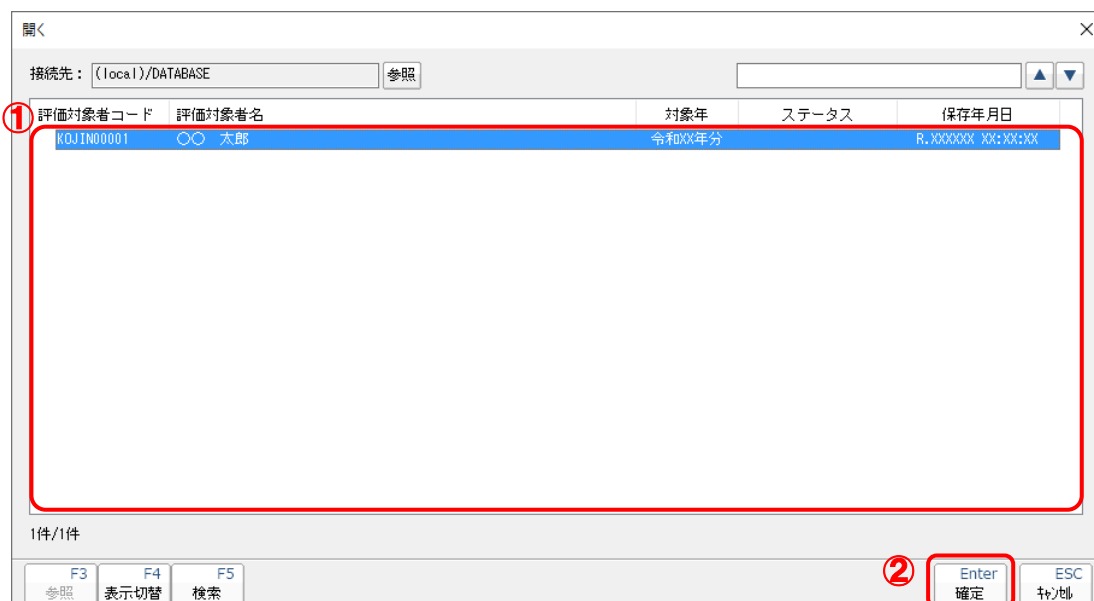 開く
接続先： (local)/DATABASE 参照
① 評価対象者コード 評価対象者名 対象年 ステータス 保存年月日
KOJIN00001 〇〇 太郎 令和XX年分 R.XXXXXX XX:XX:XX
1件/1件
② F3 F4 F5 Enter ESC
参照 表示切替 検索 確定 ｷｬﾝｾﾙ